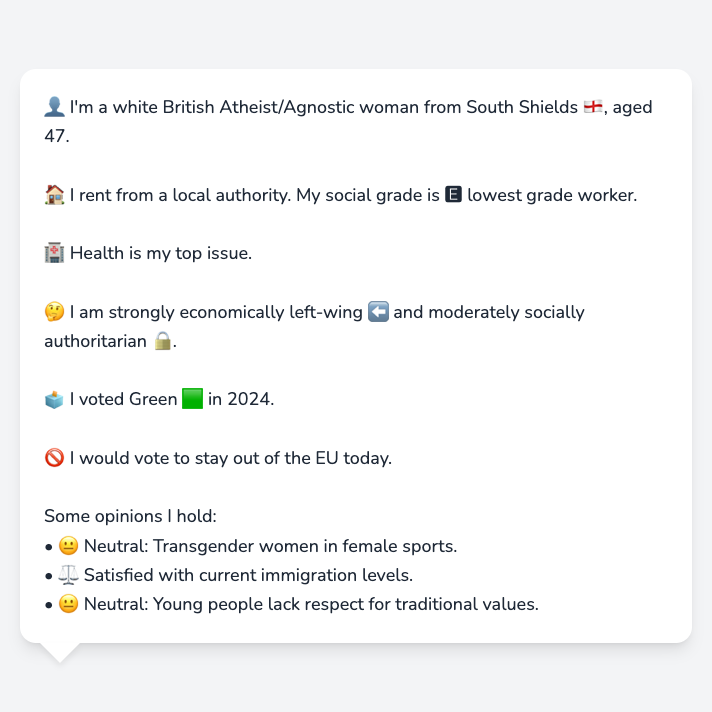 👤 I'm a white British Atheist/Agnostic woman from South Shields 🏴󠁧󠁢󠁥󠁮󠁧󠁿, aged
47.
🏠 I rent from a local authority. My social grade is 🅴 lowest grade worker.
🏥 Health is my top issue.
🤔 I am strongly economically left-wing ⬅️ and moderately socially
authoritarian 🔒.
🗳️ I voted Green 🟩 in 2024.
🚫 I would vote to stay out of the EU today.
Some opinions I hold:
• 😐 Neutral: Transgender women in female sports.
• ⚖️ Satisfied with current immigration levels.
• 😐 Neutral: Young people lack respect for traditional values.